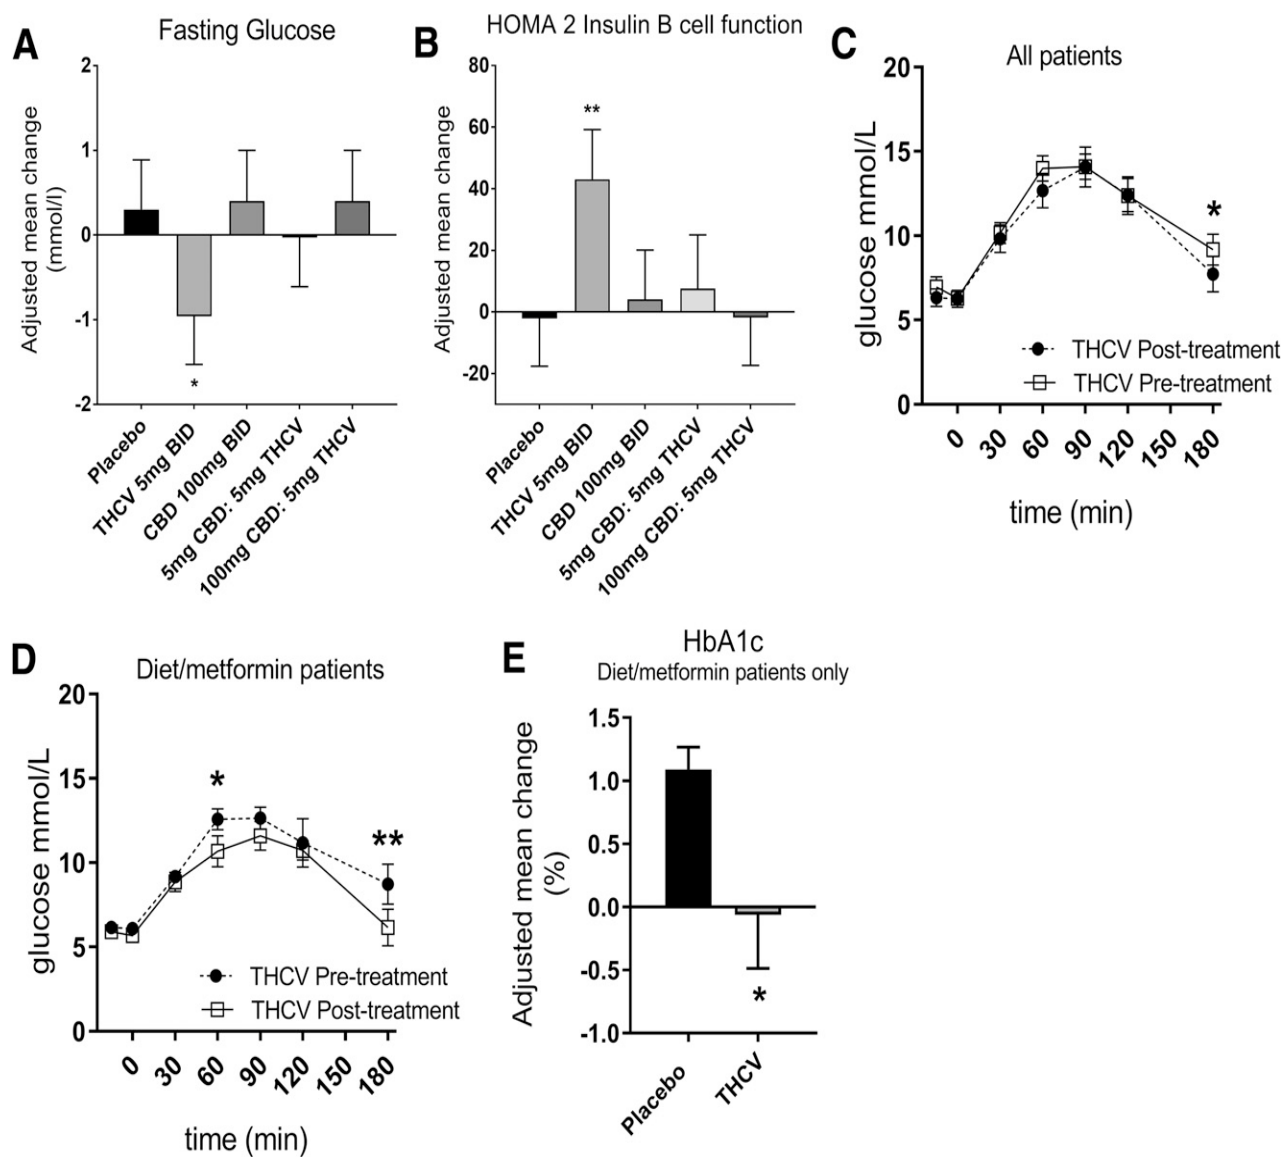 A
Fasting Glucose
Adjusted mean change
(mmol/l)
2
1
0
-1
-2
*
Placebo
THCV 5mg BID
CBD 100mg BID
5mg CBD: 5mg THCV
100mg CBD: 5mg THCV
B
HOMA 2 Insulin B cell function
Adjusted mean change
80
60
40
20
0
-20
**
Placebo
THCV 5mg BID
CBD 100mg BID
5mg CBD: 5mg THCV
100mg CBD: 5mg THCV
C
All patients
glucose mmol/L
20
15
10
5
0
*
THCV Post-treatment
THCV Pre-treatment
0 30 60 90 120 150 180
time (min)
D
Diet/metformin patients
glucose mmol/L
20
15
10
5
0
*
**
THCV Pre-treatment
THCV Post-treatment
0 30 60 90 120 150 180
time (min)
E
HbA1c
Diet/metformin patients only
Adjusted mean change
(%)
1.5
1.0
0.5
0.0
-0.5
-1.0
*
Placebo
THCV